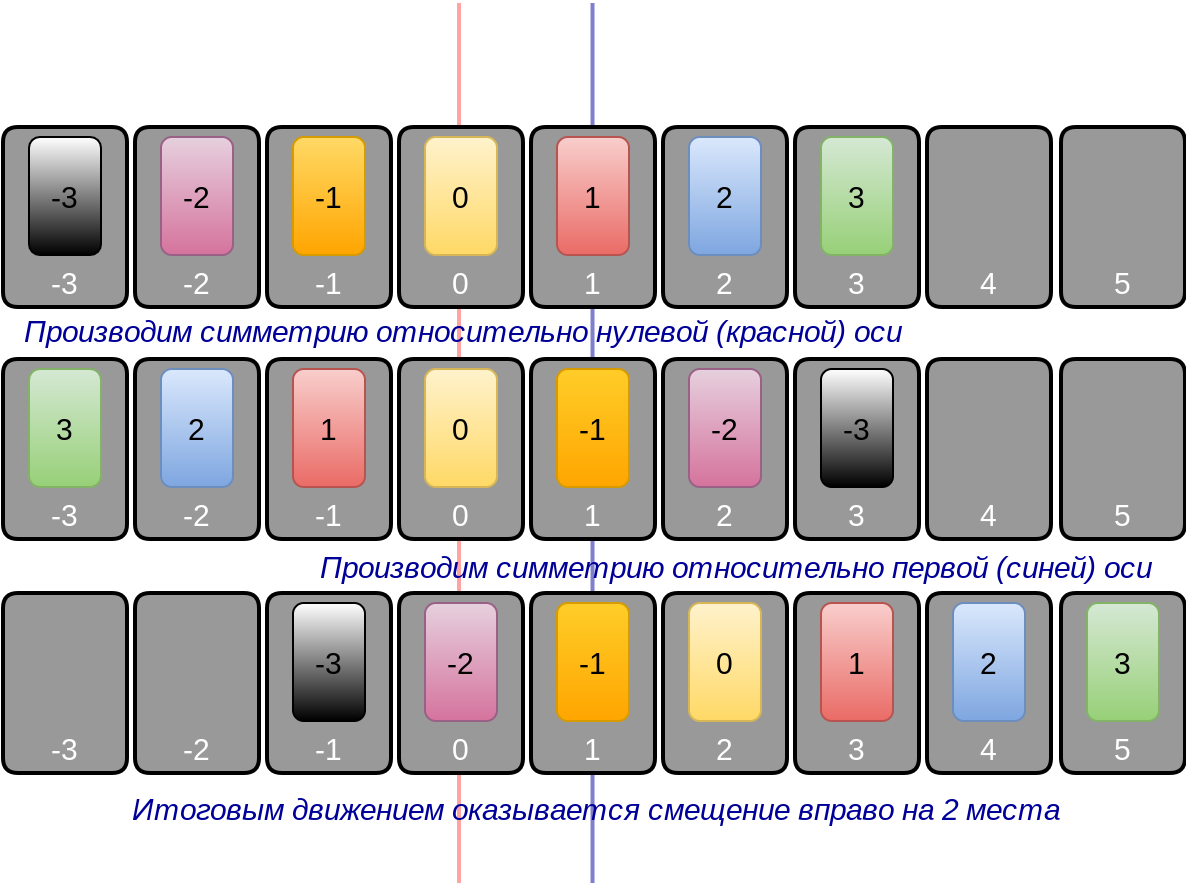 -3 -2 -1 0 1 2 3
-3 -2 -1 0 1 2 3 4 5
Производим симметрию относительно нулевой (красной) оси
3 2 1 0 -1 -2 -3
-3 -2 -1 0 1 2 3 4 5
Производим симметрию относительно первой (синей) оси
-3 -2 -1 0 1 2 3
-3 -2 -1 0 1 2 3 4 5
Итоговым движением оказывается смещение вправо на 2 места